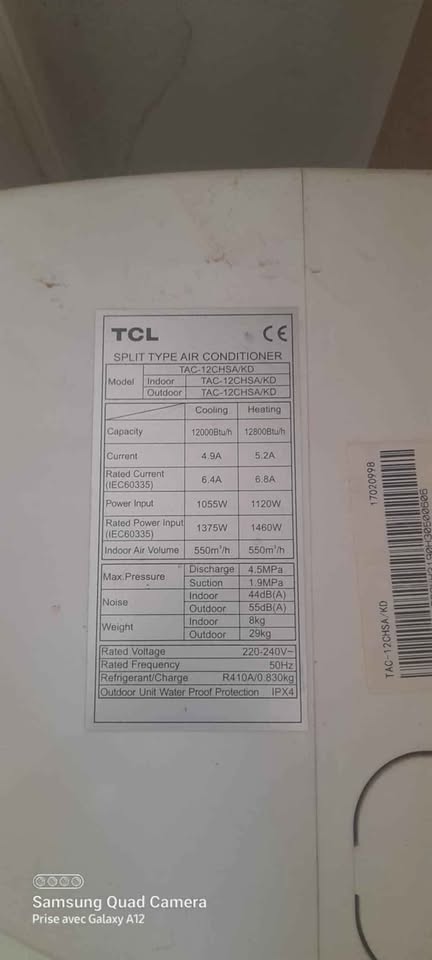 TCL CE
SPLIT TYPE AIR CONDITIONER
Model TAC-12CHSA/KD
Indoor TAC-12CHSA/KD
Outdoor TAC-12CHSA/KD
Cooling Heating
Capacity 12000Btu/h 12800Btu/h
Current 4.9A 5.2A
Rated Current (IEC60335) 6.4A 6.8A
Power Input 1055W 1120W
Rated Power Input (IEC60335) 1375W 1460W
Indoor Air Volume 550m³/h 550m³/h
Max.Pressure Discharge 4.5MPa
Suction 1.9MPa
Noise Indoor 44dB(A)
Outdoor 55dB(A)
Weight Indoor 8kg
Outdoor 29kg
Rated Voltage 220-240V~
Rated Frequency 50Hz
Refrigerant/Charge R410A/0.830kg
Outdoor Unit Water Proof Protection IPX4
TAC-12CHSA/KD 17020998
Samsung Quad Camera
Prise avec Galaxy A12